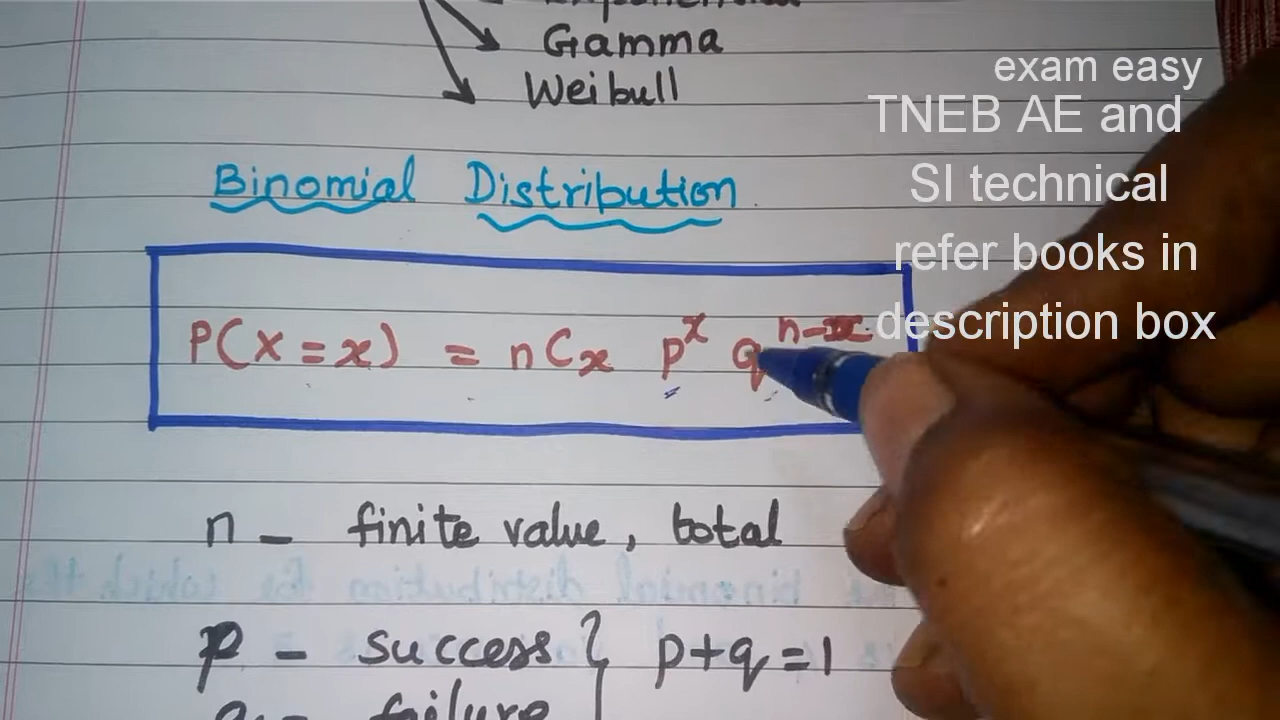 Gamma
Weibull
exam easy
TNEB AE and
SI technical
refer books in
description box
Binomial Distribution
P(X=x) = nCx p^x q^n-x
n - finite value, total
p - success } p+q=1
q - failure